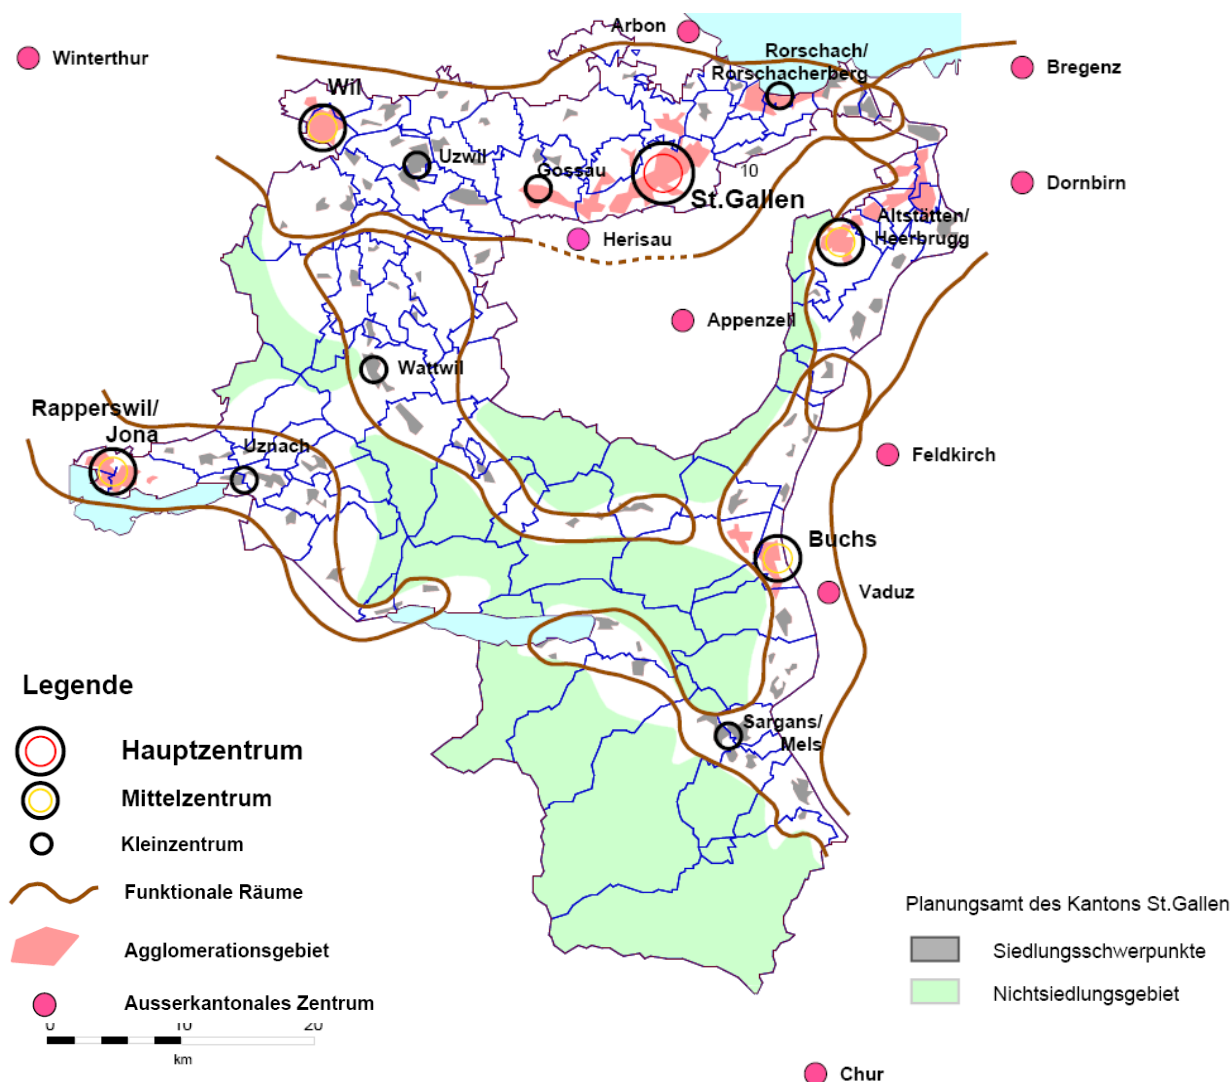 Arbon
Winterthur
Rorschach/
Rorschacherberg
Bregenz
Wil
Uzwil
Gossau
10
St.Gallen
Dornbirn
Altstätten/
Heerbrugg
Herisau
Appenzell
Wattwil
Rapperswil/
Jona
Uznach
Feldkirch
Buchs
Vaduz
Sargans/
Mels
Legende
Hauptzentrum
Mittelzentrum
Kleinzentrum
Funktionale Räume
Agglomerationsgebiet
Ausserkantonales Zentrum
0 10 20
km
Planungsamt des Kantons St.Gallen
Siedlungsschwerpunkte
Nichtsiedlungsgebiet
Chur